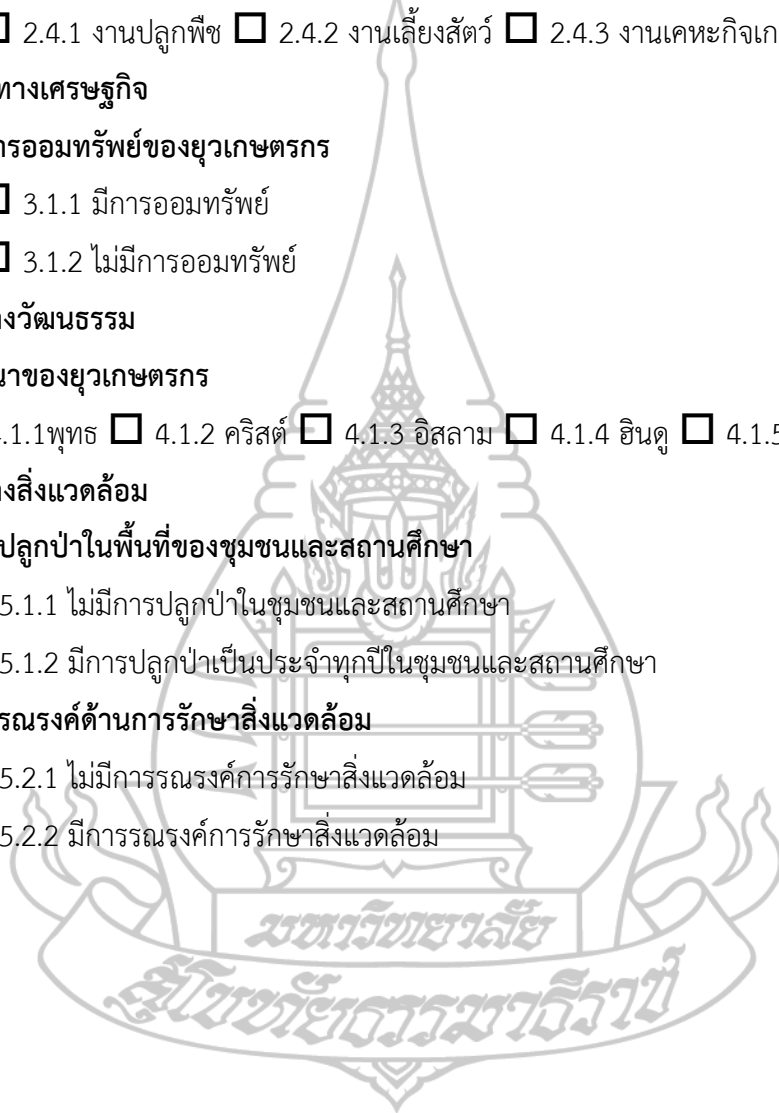 ☐ 2.4.1 งานปลูกพืช ☐ 2.4.2 งานเลี้ยงสัตว์ ☐ 2.4.3 งานเคหะกิจเก
ทางเศรษฐกิจ
ารออมทรัพย์ของยุวเกษตรกร
☐ 3.1.1 มีการออมทรัพย์
☐ 3.1.2 ไม่มีการออมทรัพย์
งวัฒนธรรม
นาของยุวเกษตรกร
.1.1พุทธ ☐ 4.1.2 คริสต์ ☐ 4.1.3 อิสลาม ☐ 4.1.4 ฮินดู ☐ 4.1.5
งสิ่งแวดล้อม
ปลูกป่าในพื้นที่ของชุมชนและสถานศึกษา
5.1.1 ไม่มีการปลูกป่าในชุมชนและสถานศึกษา
5.1.2 มีการปลูกป่าเป็นประจำทุกปีในชุมชนและสถานศึกษา
รณรงค์ด้านการรักษาสิ่งแวดล้อม
5.2.1 ไม่มีการรณรงค์การรักษาสิ่งแวดล้อม
5.2.2 มีการรณรงค์การรักษาสิ่งแวดล้อม
มหาวิทยาลัย
สุโขทัยธรรมาธิราช